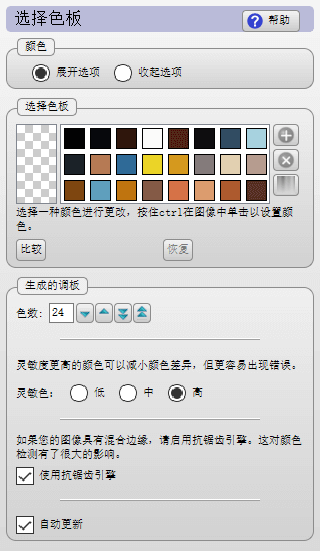 选择色板
帮助
颜色
展开选项 收起选项
选择色板
选择一种颜色进行更改，按住ctrl在图像中单击以设置颜
色。
比较 恢复
生成的调板
色数： 24
灵敏度更高的颜色可以减小颜色差异，但更容易出现错误。
灵敏色： 低 中 高
如果您的图像具有混合边缘，请启用抗锯齿引擎。这对颜色
检测有了很大的影响。
使用抗锯齿引擎
自动更新